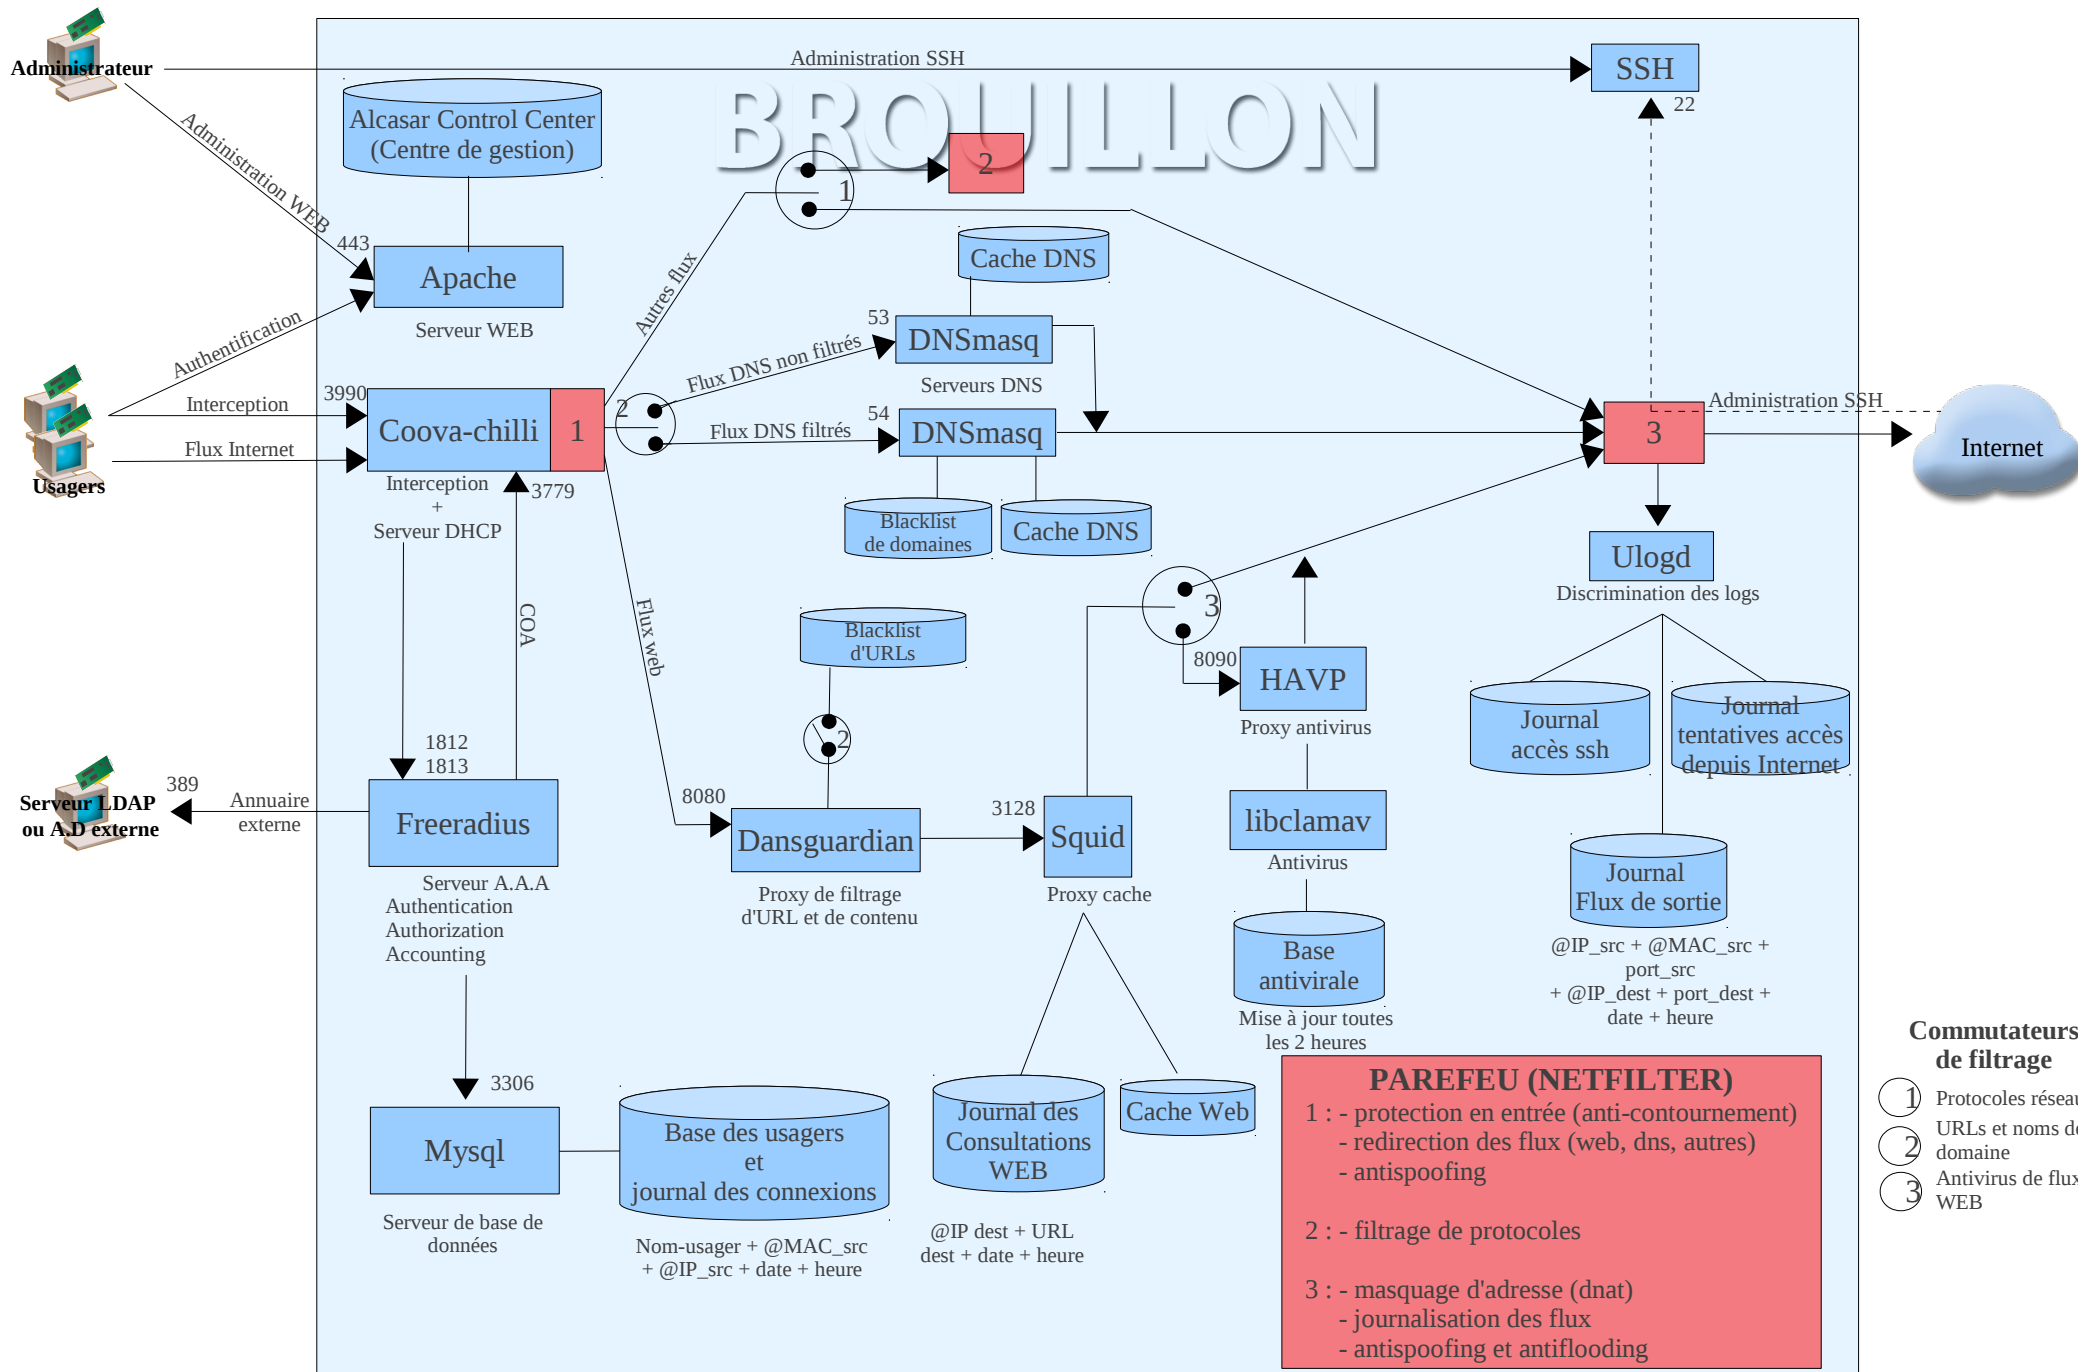 Administrateur
Administration SSH
SSH
22
BROUILLON
Alcasar Control Center
(Centre de gestion)
Administration WEB
443
Apache
Serveur WEB
1
2
Autres flux
Cache DNS
53
DNSmasq
Serveurs DNS
Flux DNS non filtrés
Authentification
Interception
3990
Flux Internet
Usagers
Coova-chilli
1
2
Interception
+
Serveur DHCP
3779
Flux DNS filtrés
54
DNSmasq
Blacklist
de domaines
Cache DNS
3
Administration SSH
Internet
Ulogd
Discrimination des logs
COA
Flux web
Blacklist
d'URLs
2
3
8090
HAVP
Proxy antivirus
Journal
accès ssh
Journal
tentatives accès
depuis Internet
1812
1813
389
Serveur LDAP
ou A.D externe
Annuaire
externe
Freeradius
Serveur A.A.A
Authentication
Authorization
Accounting
8080
Dansguardian
Proxy de filtrage
d'URL et de contenu
3128
Squid
Proxy cache
libclamav
Antivirus
Base
antivirale
Mise à jour toutes
les 2 heures
Journal
Flux de sortie
@IP_src + @MAC_src +
port_src
+ @IP_dest + port_dest +
date + heure
3306
Mysql
Serveur de base de
données
Base des usagers
et
journal des connexions
Nom-usager + @MAC_src
+ @IP_src + date + heure
Journal des
Consultations
WEB
@IP dest + URL
dest + date + heure
Cache Web
PAREFEU (NETFILTER)
1 : - protection en entrée (anti-contournement)
- redirection des flux (web, dns, autres)
- antispoofing
2 : - filtrage de protocoles
3 : - masquage d'adresse (dnat)
- journalisation des flux
- antispoofing et antiflooding
Commutateurs
de filtrage
1 Protocoles réseau
2 URLs et noms de
domaine
3 Antivirus de flux
WEB